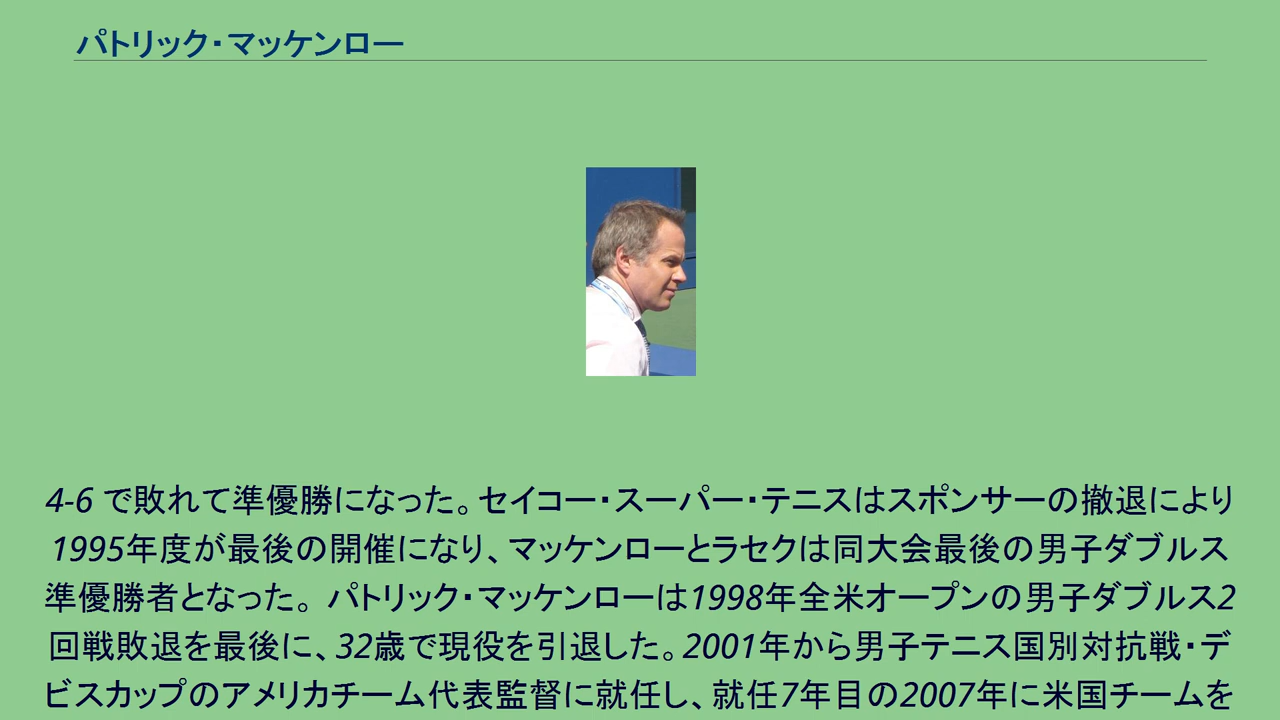 パトリック・マッケンロー
4-6 で敗れて準優勝になった。セイコー・スーパー・テニスはスポンサーの撤退により
1995年度が最後の開催になり、マッケンローとラセクは同大会最後の男子ダブルス
準優勝者となった。 パトリック・マッケンローは1998年全米オープンの男子ダブルス2
回戦敗退を最後に、32歳で現役を引退した。2001年から男子テニス国別対抗戦・デ
ビスカップのアメリカチーム代表監督に就任し、就任7年目の2007年に米国チームを